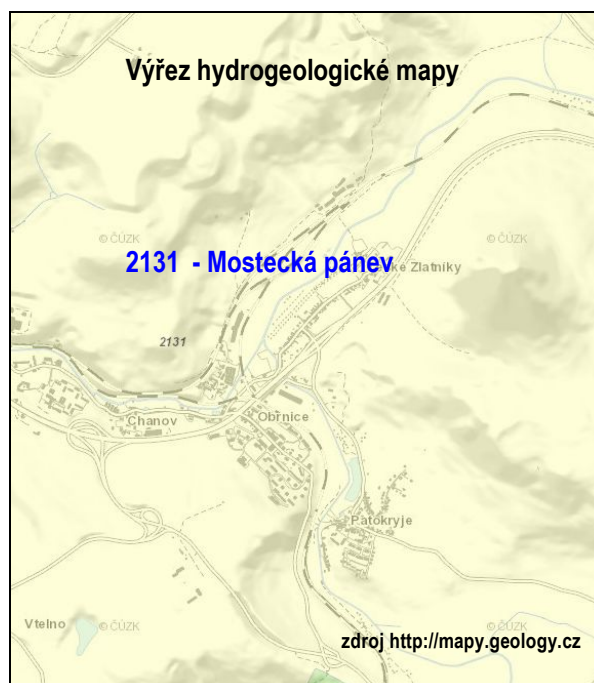 Výřez hydrogeologické mapy
© ČÚZK
© ČÚZK
2131 - Mostecká pánev
ké Zlatníky
2131
Chanov
Obrnice
Patokryje
Vtelno
© ČÚZK
© ČÚZK
zdroj http://mapy.geology.cz